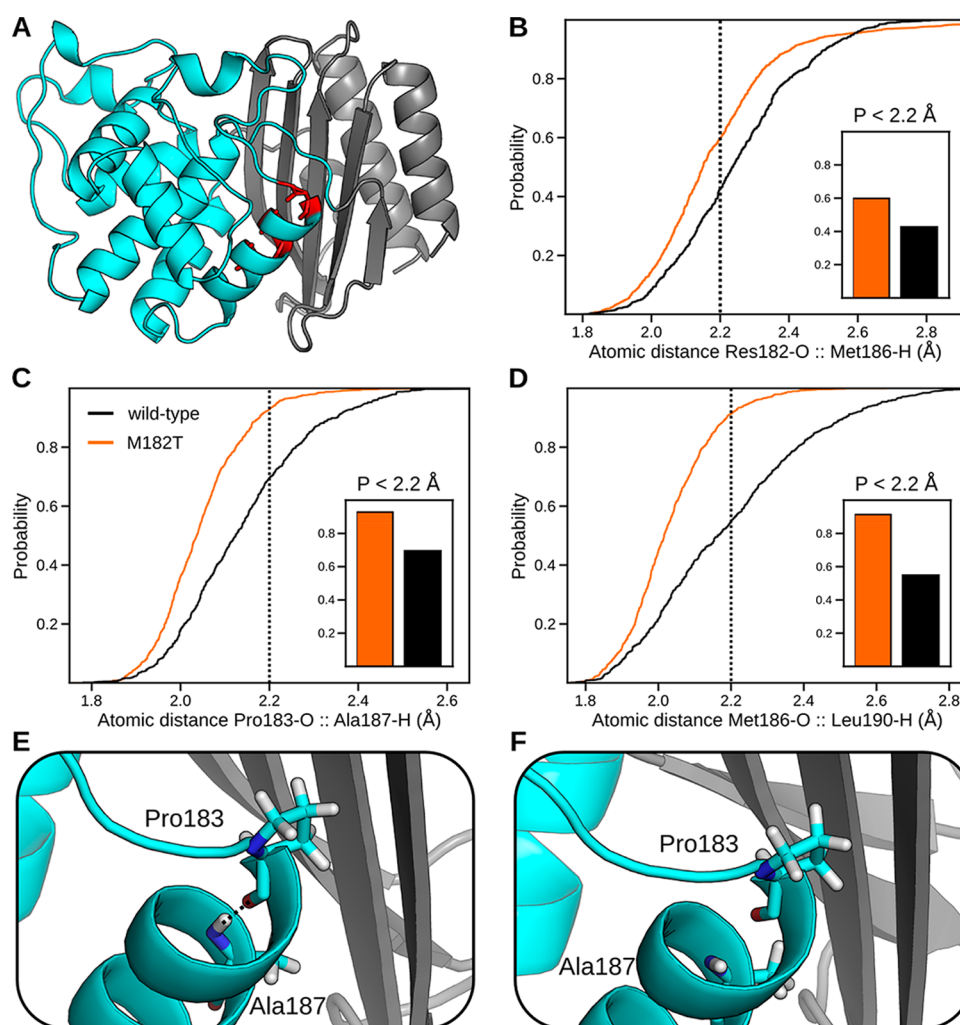 A
B
Probability
0.8
0.6
0.4
0.2
1.8 2.0 2.2 2.4 2.6 2.8
Atomic distance Res182-O :: Met186-H (Å)
P < 2.2 Å
0.8
0.6
0.4
0.2
C
Probability
0.8
0.6
0.4
0.2
wild-type
M182T
1.8 2.0 2.2 2.4 2.6
Atomic distance Pro183-O :: Ala187-H (Å)
P < 2.2 Å
0.8
0.6
0.4
0.2
D
Probability
0.8
0.6
0.4
0.2
1.8 2.0 2.2 2.4 2.6 2.8
Atomic distance Met186-O :: Leu190-H (Å)
P < 2.2 Å
0.8
0.6
0.4
0.2
E
Pro183
Ala187
F
Pro183
Ala187